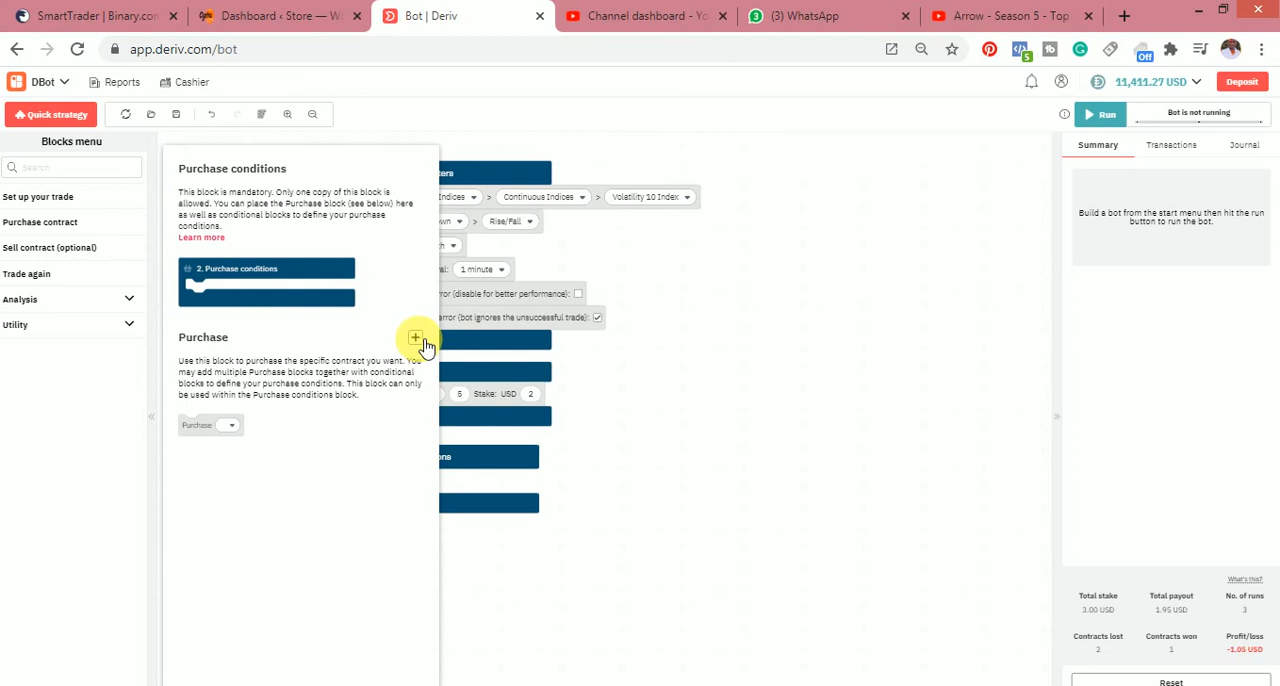 SmartTrader | Binary.com
Dashboard ‹ Store — W
Bot | Deriv
Channel dashboard - Yo
(3) WhatsApp
Arrow - Season 5 - Top
app.deriv.com/bot
S
tb
Off
DBot
Reports
Cashier
11,411.27 USD
Deposit
Quick strategy
Run
Bot is not running
Blocks menu
Search
Set up your trade
Purchase contract
Sell contract (optional)
Trade again
Analysis
Utility
Purchase conditions
This block is mandatory. Only one copy of this block is
allowed. You can place the Purchase block (see below) here
as well as conditional blocks to define your purchase
conditions.
Learn more
2. Purchase conditions
Purchase
Use this block to purchase the specific contract you want. You
may add multiple Purchase blocks together with conditional
blocks to define your purchase conditions. This block can only
be used within the Purchase conditions block.
Purchase
ters
Indices > Continuous Indices > Volatility 10 Index
wn > Rise/Fall
th
al: 1 minute
rror (disable for better performance):
error (bot ignores the unsuccessful trade):
5 Stake: USD 2
ons
Summary
Transactions
Journal
Build a bot from the start menu then hit the run
button to run the bot.
What's this?
Total stake
Total payout
No. of runs
3.00 USD
1.95 USD
3
Contracts lost
Contracts won
Profit/loss
2
1
-1.05 USD
Reset